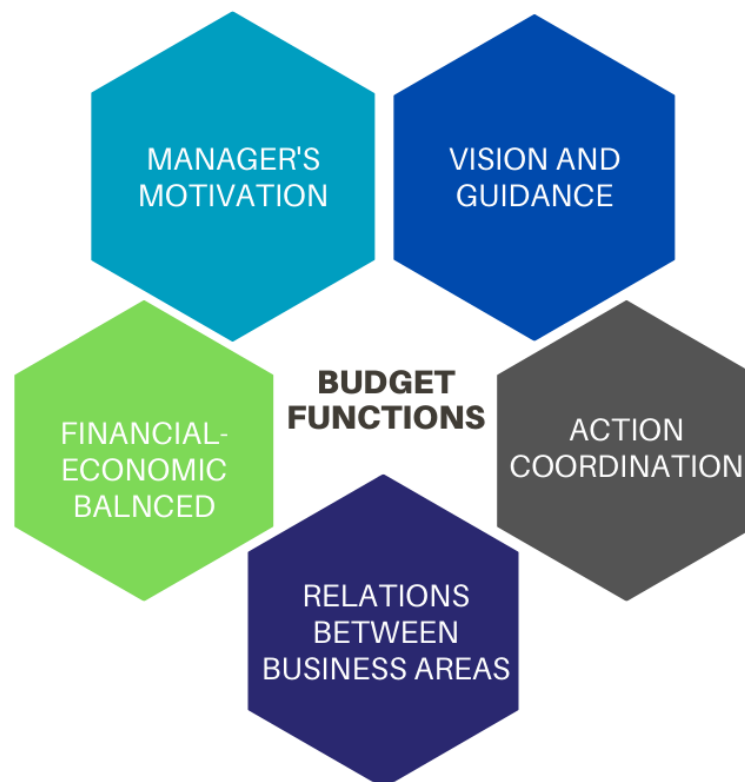 MANAGER'S
MOTIVATION
VISION AND
GUIDANCE
BUDGET
FUNCTIONS
FINANCIAL-
ECONOMIC
BALNCED
ACTION
COORDINATION
RELATIONS
BETWEEN
BUSINESS AREAS